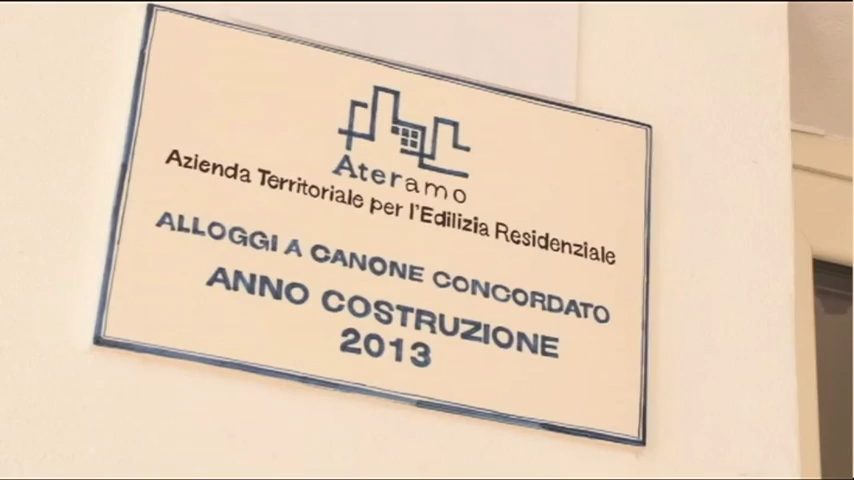 Ateramo
Azienda Territoriale per l'Edilizia Residenziale
ALLOGGI A CANONE CONCORDATO
ANNO COSTRUZIONE
2013